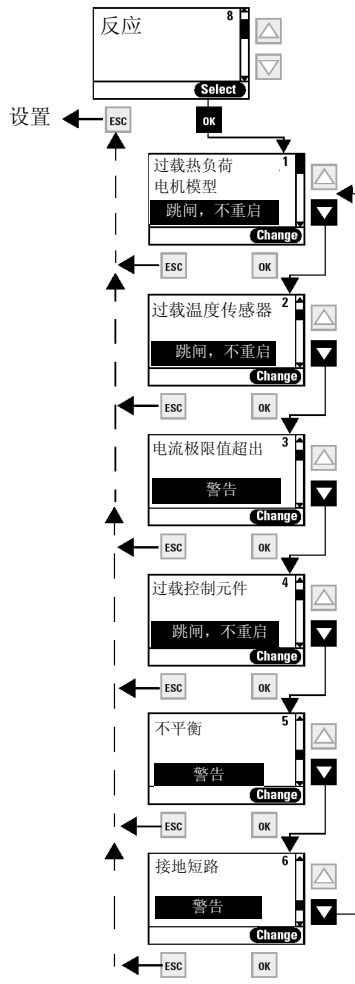 反应
8
Select
设置
ESC
OK
过载热负荷
1
电机模型
跳闸，不重启
Change
ESC
OK
2
过载温度传感器
跳闸，不重启
Change
ESC
OK
3
电流极限值超出
警告
Change
ESC
OK
4
过载控制元件
跳闸，不重启
Change
ESC
OK
5
不平衡
警告
Change
ESC
OK
6
接地短路
警告
Change
ESC
OK